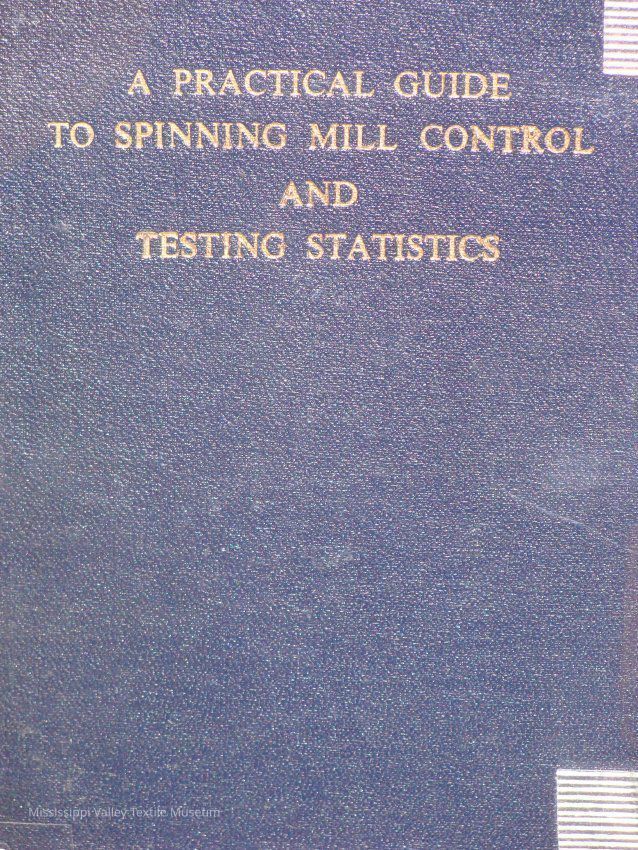 A PRACTICAL GUIDE
TO SPINNING MILL CONTROL
AND
TESTING STATISTICS
Mississippi Valley Textile Museum